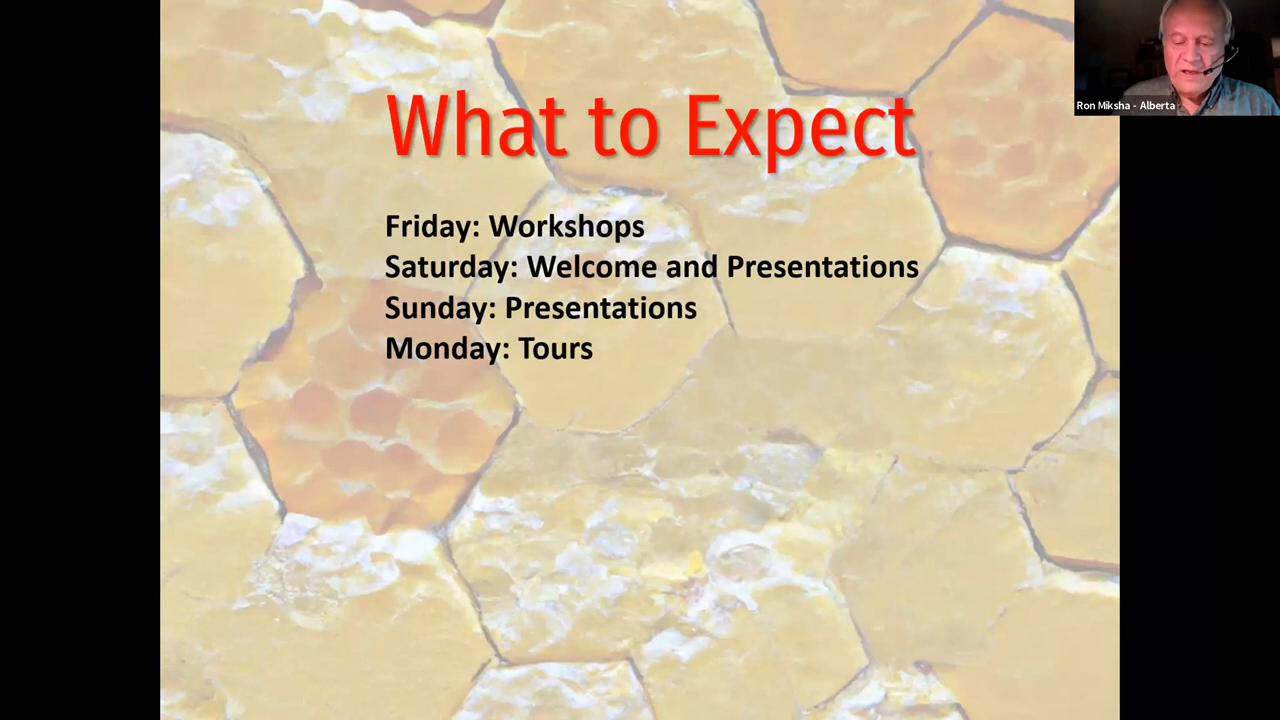 What to Expect
Friday: Workshops
Saturday: Welcome and Presentations
Sunday: Presentations
Monday: Tours
Ron Miksha - Alberta